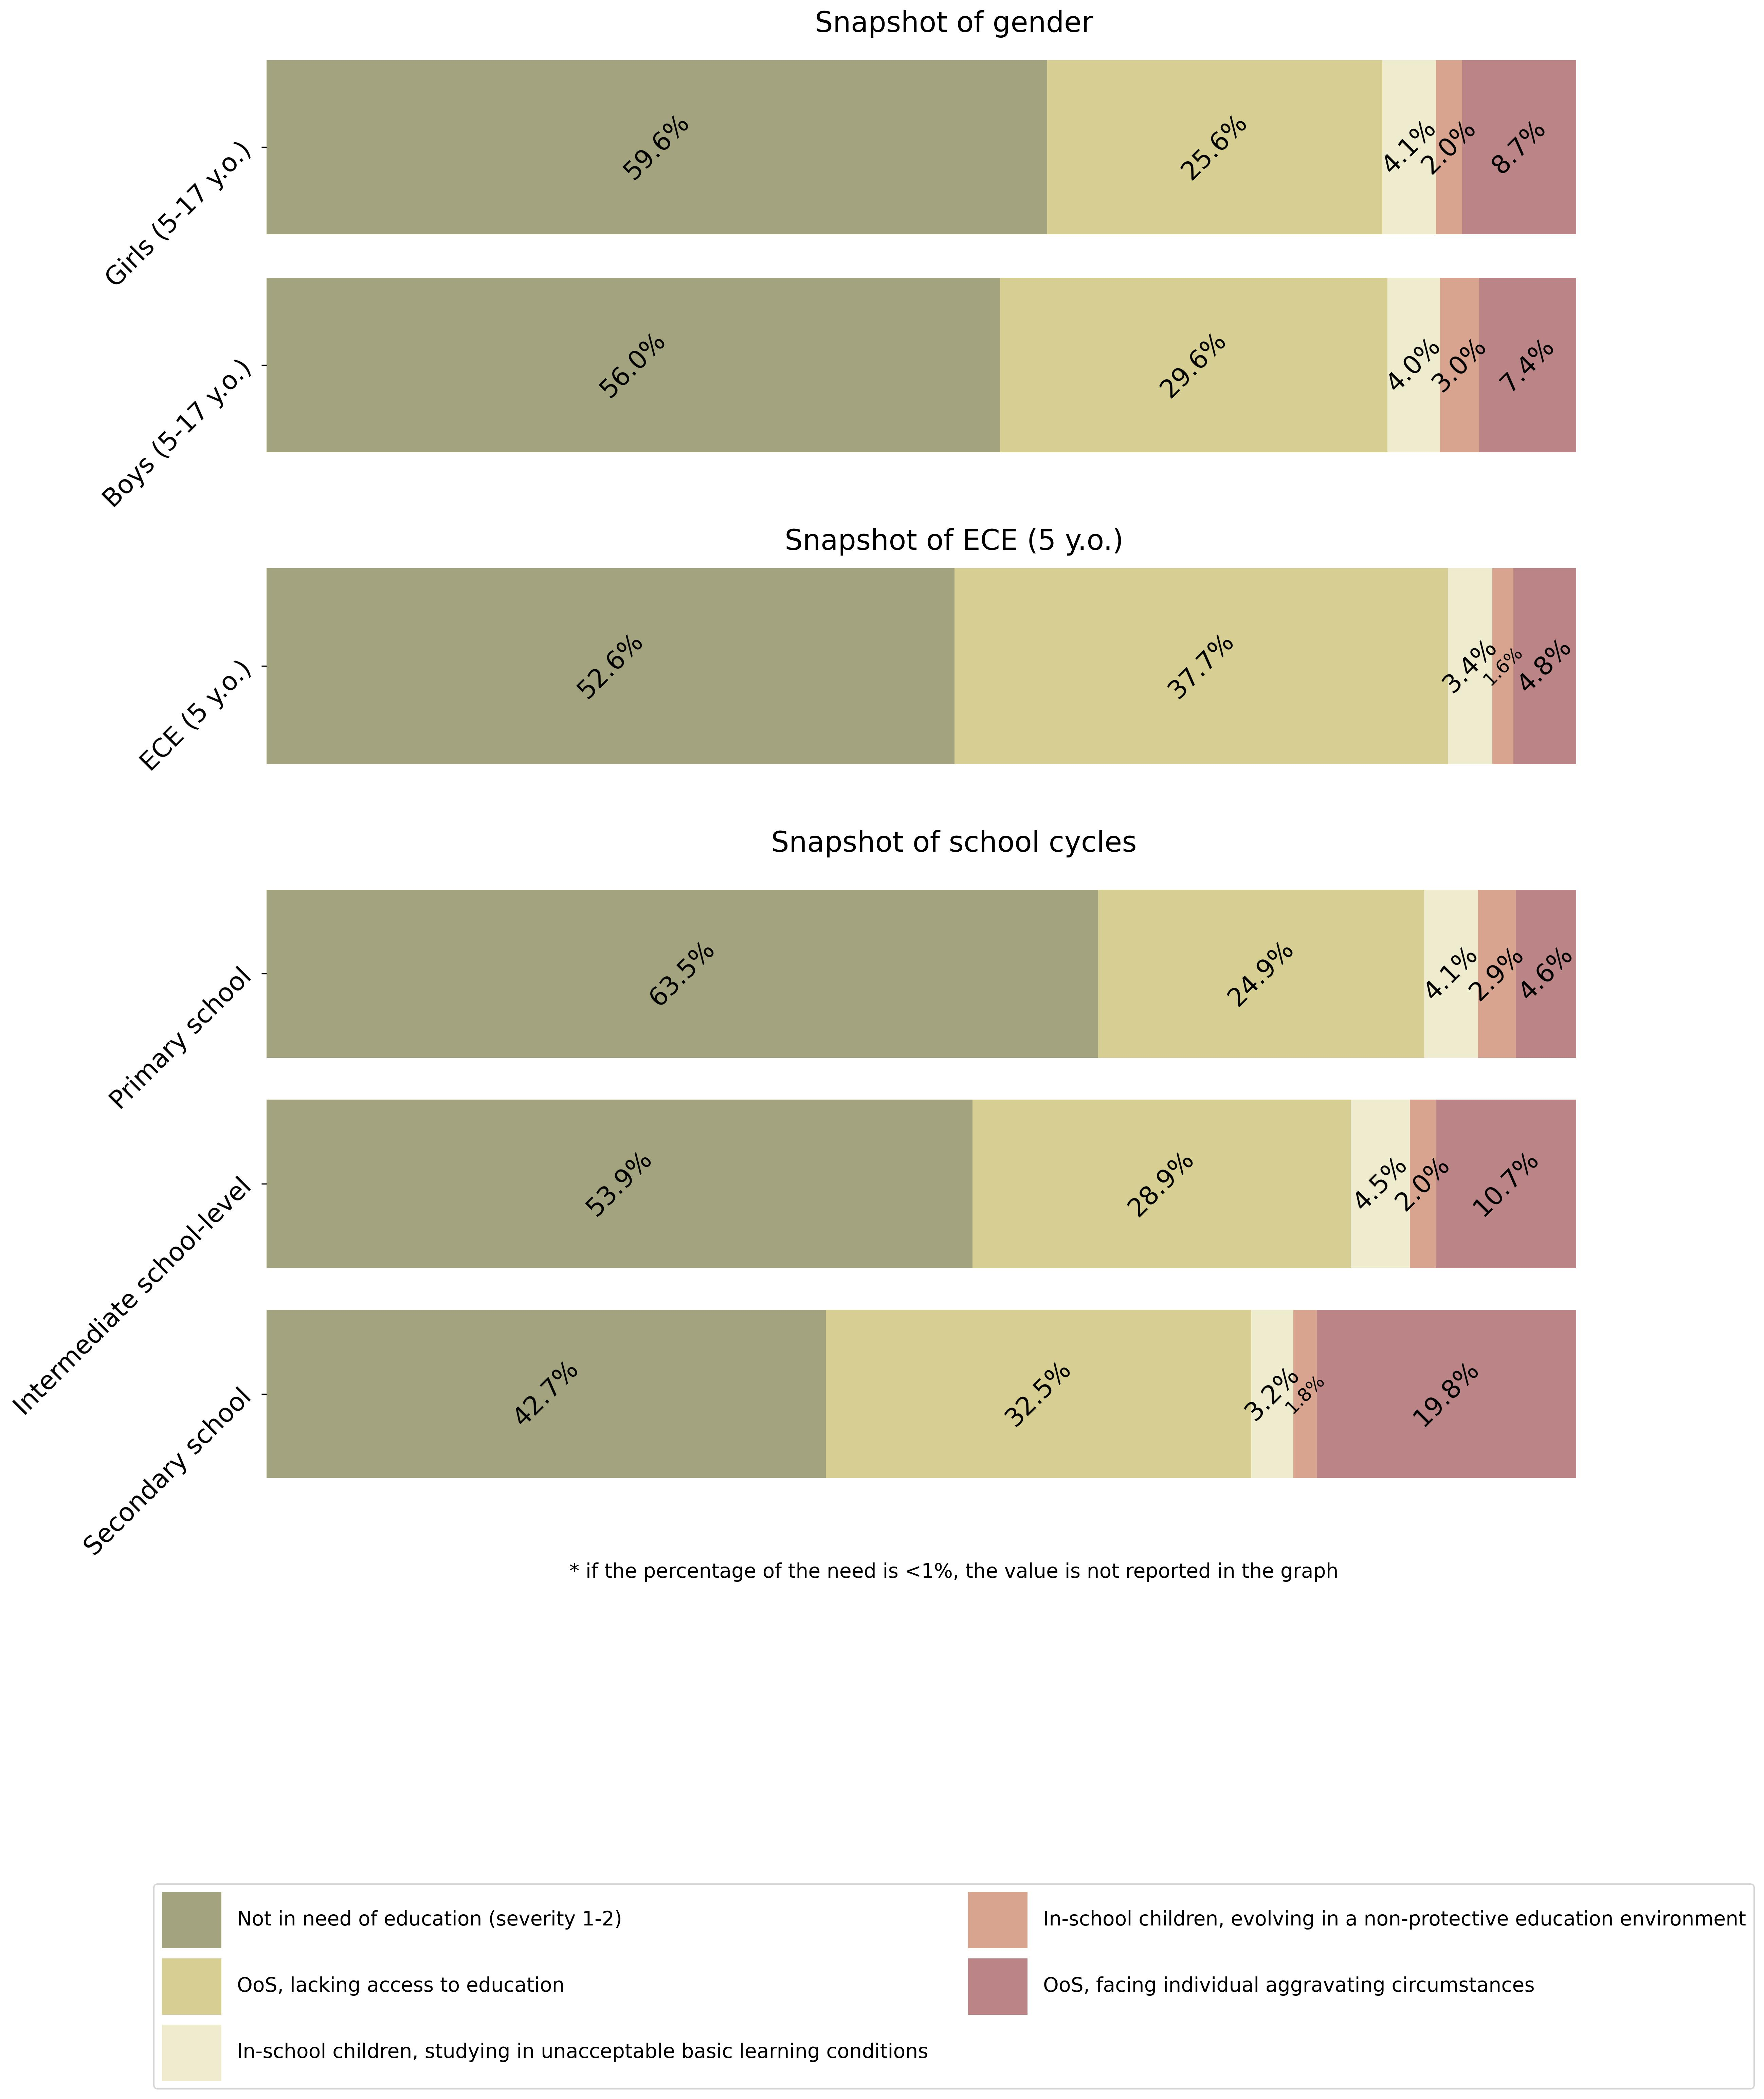 Snapshot of gender
Girls (5-17 y.o.)
59.6%
25.6%
4.1%
2.0%
8.7%
Boys (5-17 y.o.)
56.0%
29.6%
4.0%
3.0%
7.4%
Snapshot of ECE (5 y.o.)
ECE (5 y.o.)
52.6%
37.7%
3.4%
1.6%
4.8%
Snapshot of school cycles
Primary school
63.5%
24.9%
4.1%
2.9%
4.6%
Intermediate school-level
53.9%
28.9%
4.5%
2.0%
10.7%
Secondary school
42.7%
32.5%
3.2%
1.8%
19.8%
* if the percentage of the need is <1%, the value is not reported in the graph
Not in need of education (severity 1-2)
OoS, lacking access to education
In-school children, studying in unacceptable basic learning conditions
In-school children, evolving in a non-protective education environment
OoS, facing individual aggravating circumstances